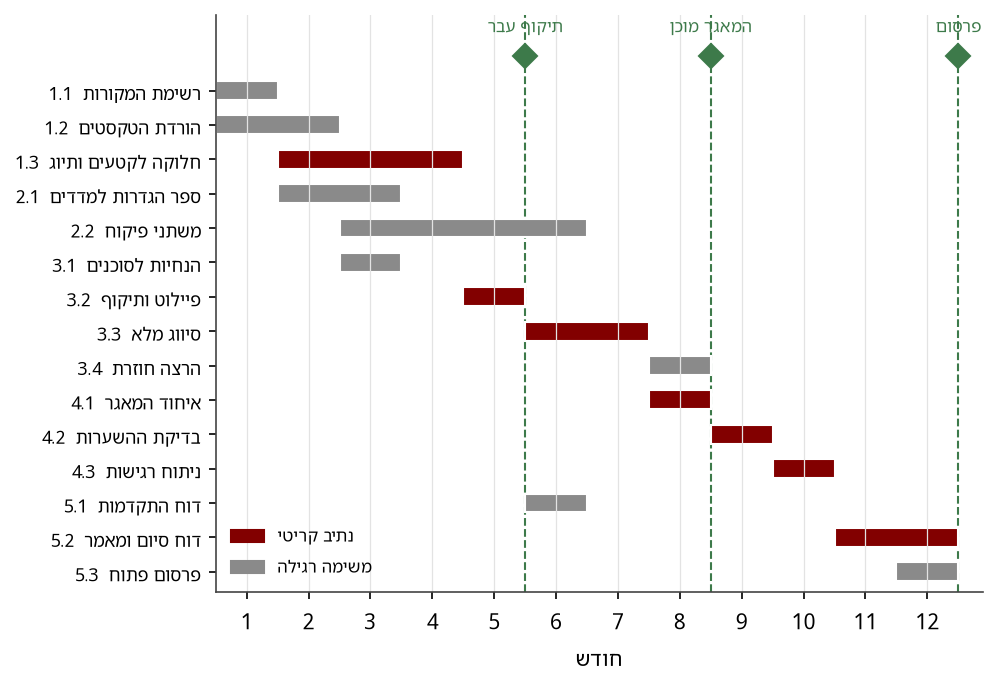 תיקוף עבר
המאגר מוכן
פרסום
1.1 רשימת המקורות
1.2 הורדת הטקסטים
1.3 חלוקה לקטעים ותיוג
2.1 ספר הגדרות למדדים
2.2 משתני פיקוח
3.1 הנחיות לסוכנים
3.2 פיילוט ותיקוף
3.3 סיווג מלא
3.4 הרצה חוזרת
4.1 איחוד המאגר
4.2 בדיקת ההשערות
4.3 ניתוח רגישות
5.1 דוח התקדמות
5.2 דוח סיום ומאמר
5.3 פרסום פתוח
נתיב קריטי
משימה רגילה
1 2 3 4 5 6 7 8 9 10 11 12
חודש